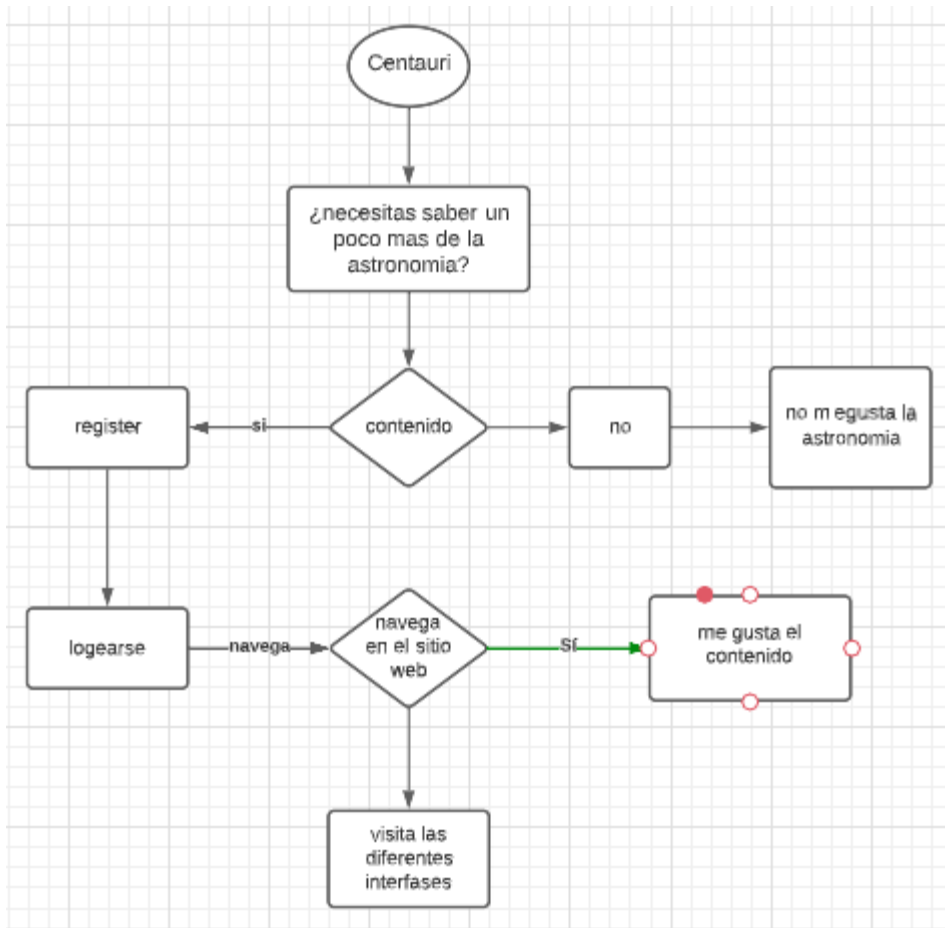 Centauri
¿necesitas saber un
poco mas de la
astronomia?
register
si
contenido
no
no m egusta la
astronomia
logearse
navega
navega
en el sitio
web
Sí
me gusta el
contenido
visita las
diferentes
interfases